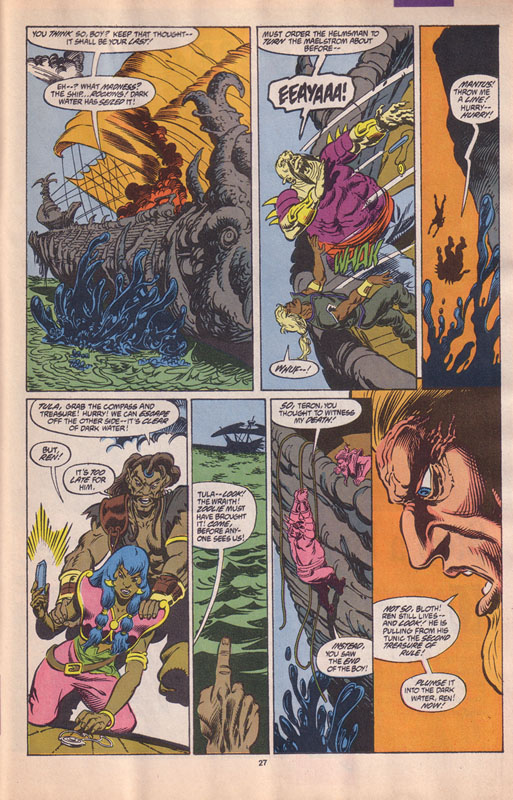 YOU THINK SO, BOY? KEEP THAT THOUGHT--
IT SHALL BE YOUR LAST!
EH--? WHAT MADNESS?
THE SHIP...ROCKING! DARK
WATER HAS SEIZED IT!
MUST ORDER THE HELMSMAN TO
TURN THE MAELSTROM ABOUT
BEFORE--
EEAYAAA!
WHAK
WHUF--!
MANTUS!
THROW ME
A LINE!
HURRY--
HURRY!
TULA, GRAB THE COMPASS AND
TREASURE! HURRY! WE CAN ESCAPE
OFF THE OTHER SIDE--IT'S CLEAR
OF DARK WATER!
BUT,
REN!
IT'S TOO
LATE FOR
HIM.
TULA--LOOK!
THE WRAITH!
ZOOLIE MUST
HAVE BROUGHT
IT! COME,
BEFORE ANY-
ONE SEES US!
SO, TERON, YOU
THOUGHT TO WITNESS
MY DEATH!
INSTEAD,
YOU SAW
THE END
OF THE BOY!
NOT SO, BLOTH!
REN STILL LIVES--
AND LOOK! HE IS
PULLING FROM HIS
TUNIC THE SECOND
TREASURE OF
RULE!
PLUNGE IT
INTO THE DARK
WATER, REN!
NOW!
27